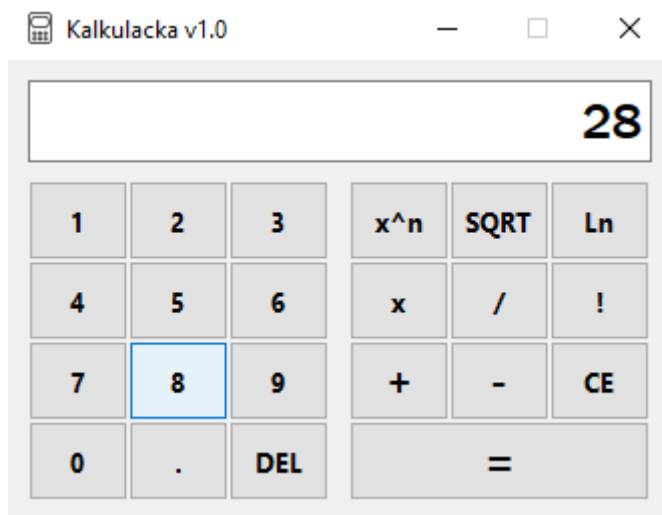 Kalkulacka v1.0
28
1 2 3 x^n SQRT Ln
4 5 6 x / !
7 8 9 + - CE
0 . DEL =